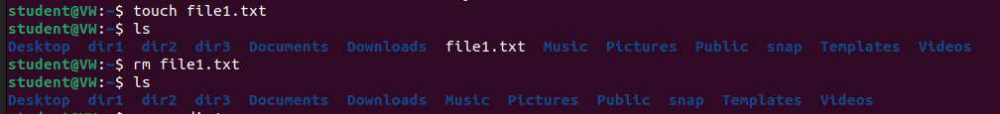 student@VW:~$ touch file1.txt
student@VW:~$ ls
Desktop dir1 dir2 dir3 Documents Downloads file1.txt Music Pictures Public snap Templates Videos
student@VW:~$ rm file1.txt
student@VW:~$ ls
Desktop dir1 dir2 dir3 Documents Downloads Music Pictures Public snap Templates Videos